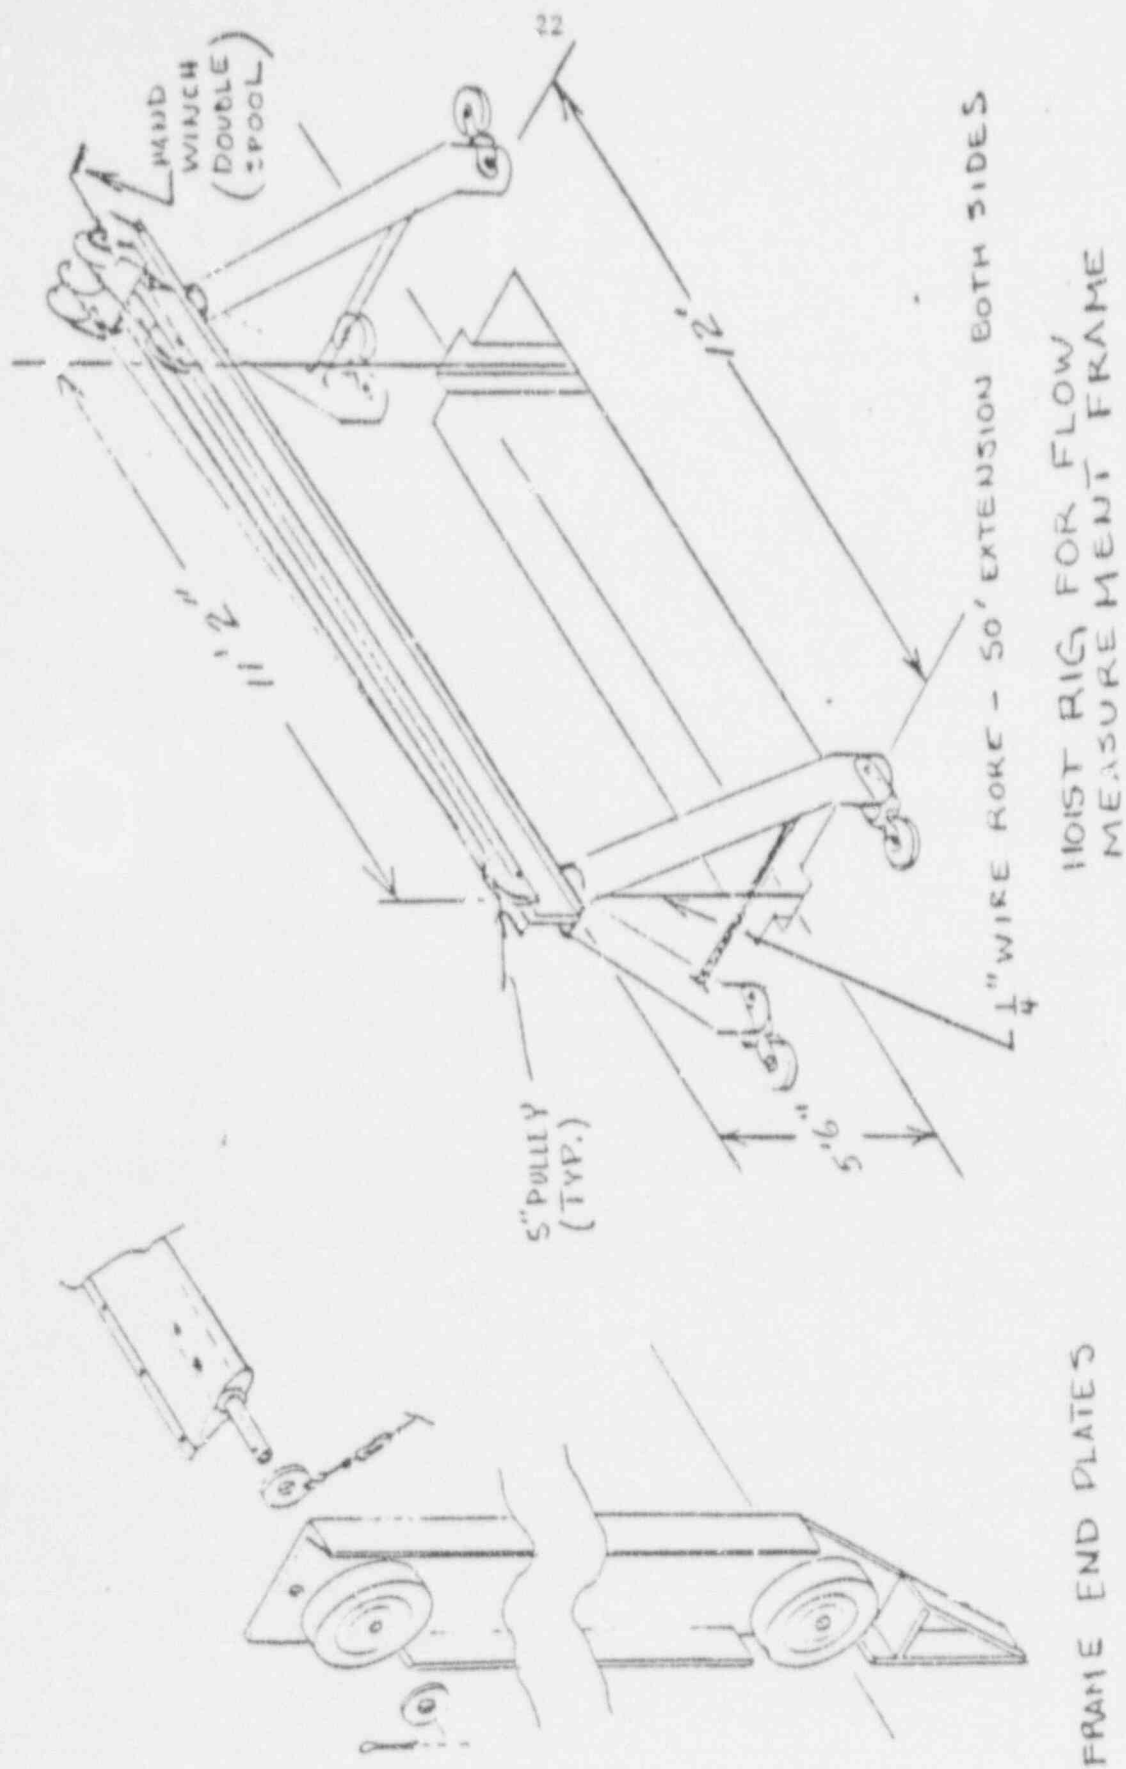 22
HAND
WINCH
(DOUBLE
SPOOL)
11'2"
12'
5"PULLEY
(TYP.)
5'6"
1/4" WIRE ROKE - 50' EXTENSION BOTH SIDES
HOIST RIG FOR FLOW
MEASUREMENT FRAME
FRAME END PLATES